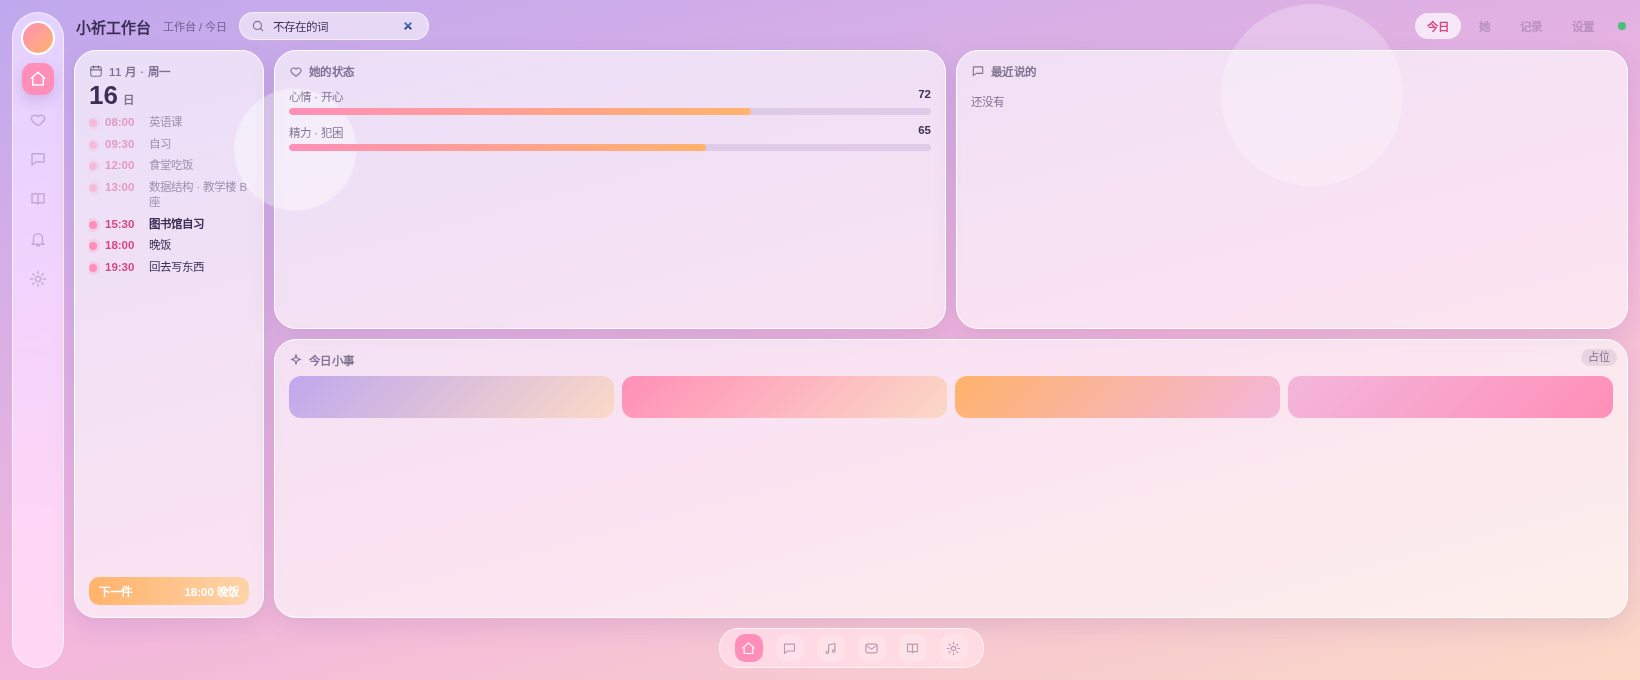 小祈工作台
工作台 / 今日
不存在的词
今日
她
记录
设置
11 月 · 周一
16 日
08:00 英语课
09:30 自习
12:00 食堂吃饭
13:00 数据结构 · 教学楼 B
座
15:30 图书馆自习
18:00 晚饭
19:30 回去写东西
下一件 18:00 晚饭
她的状态
心情 · 开心 72
精力 · 犯困 65
最近说的
还没有
今日小事
占位